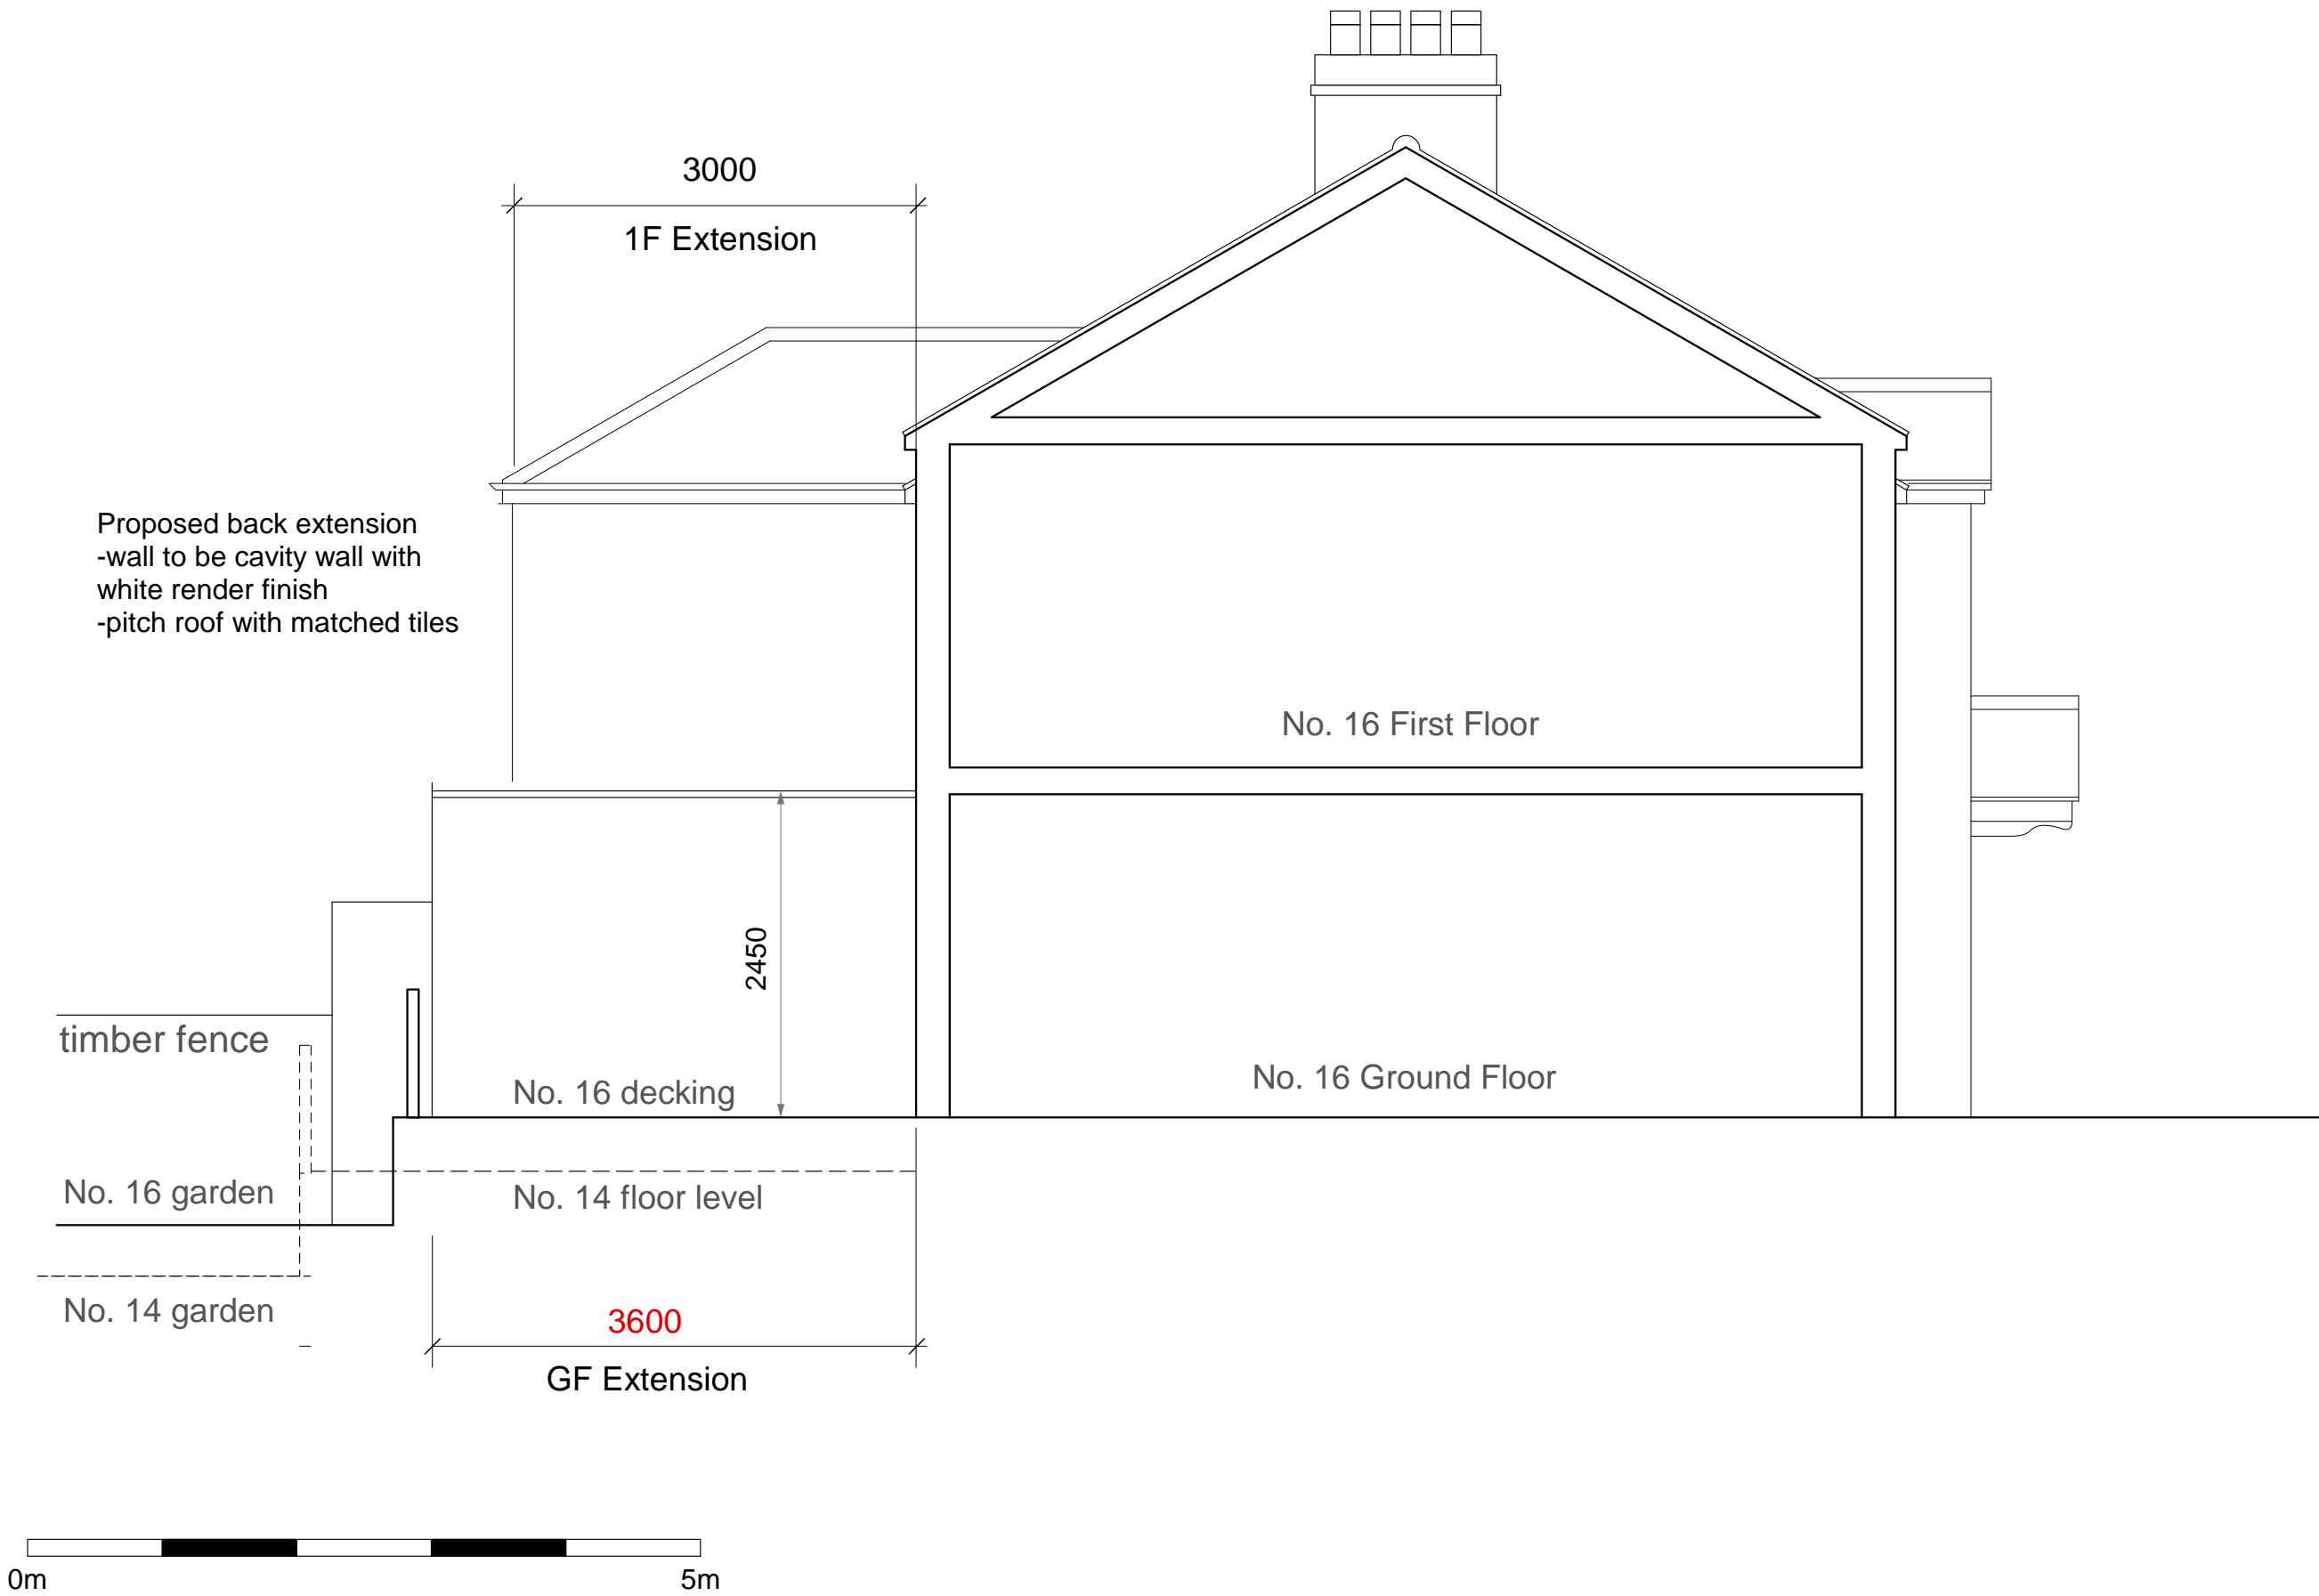 3000
1F Extension
Proposed back extension
-wall to be cavity wall with
white render finish
-pitch roof with matched tiles
No. 16 First Floor
2450
timber fence
No. 16 decking
No. 16 Ground Floor
No. 16 garden
No. 14 floor level
No. 14 garden
3600
GF Extension
0m
5m